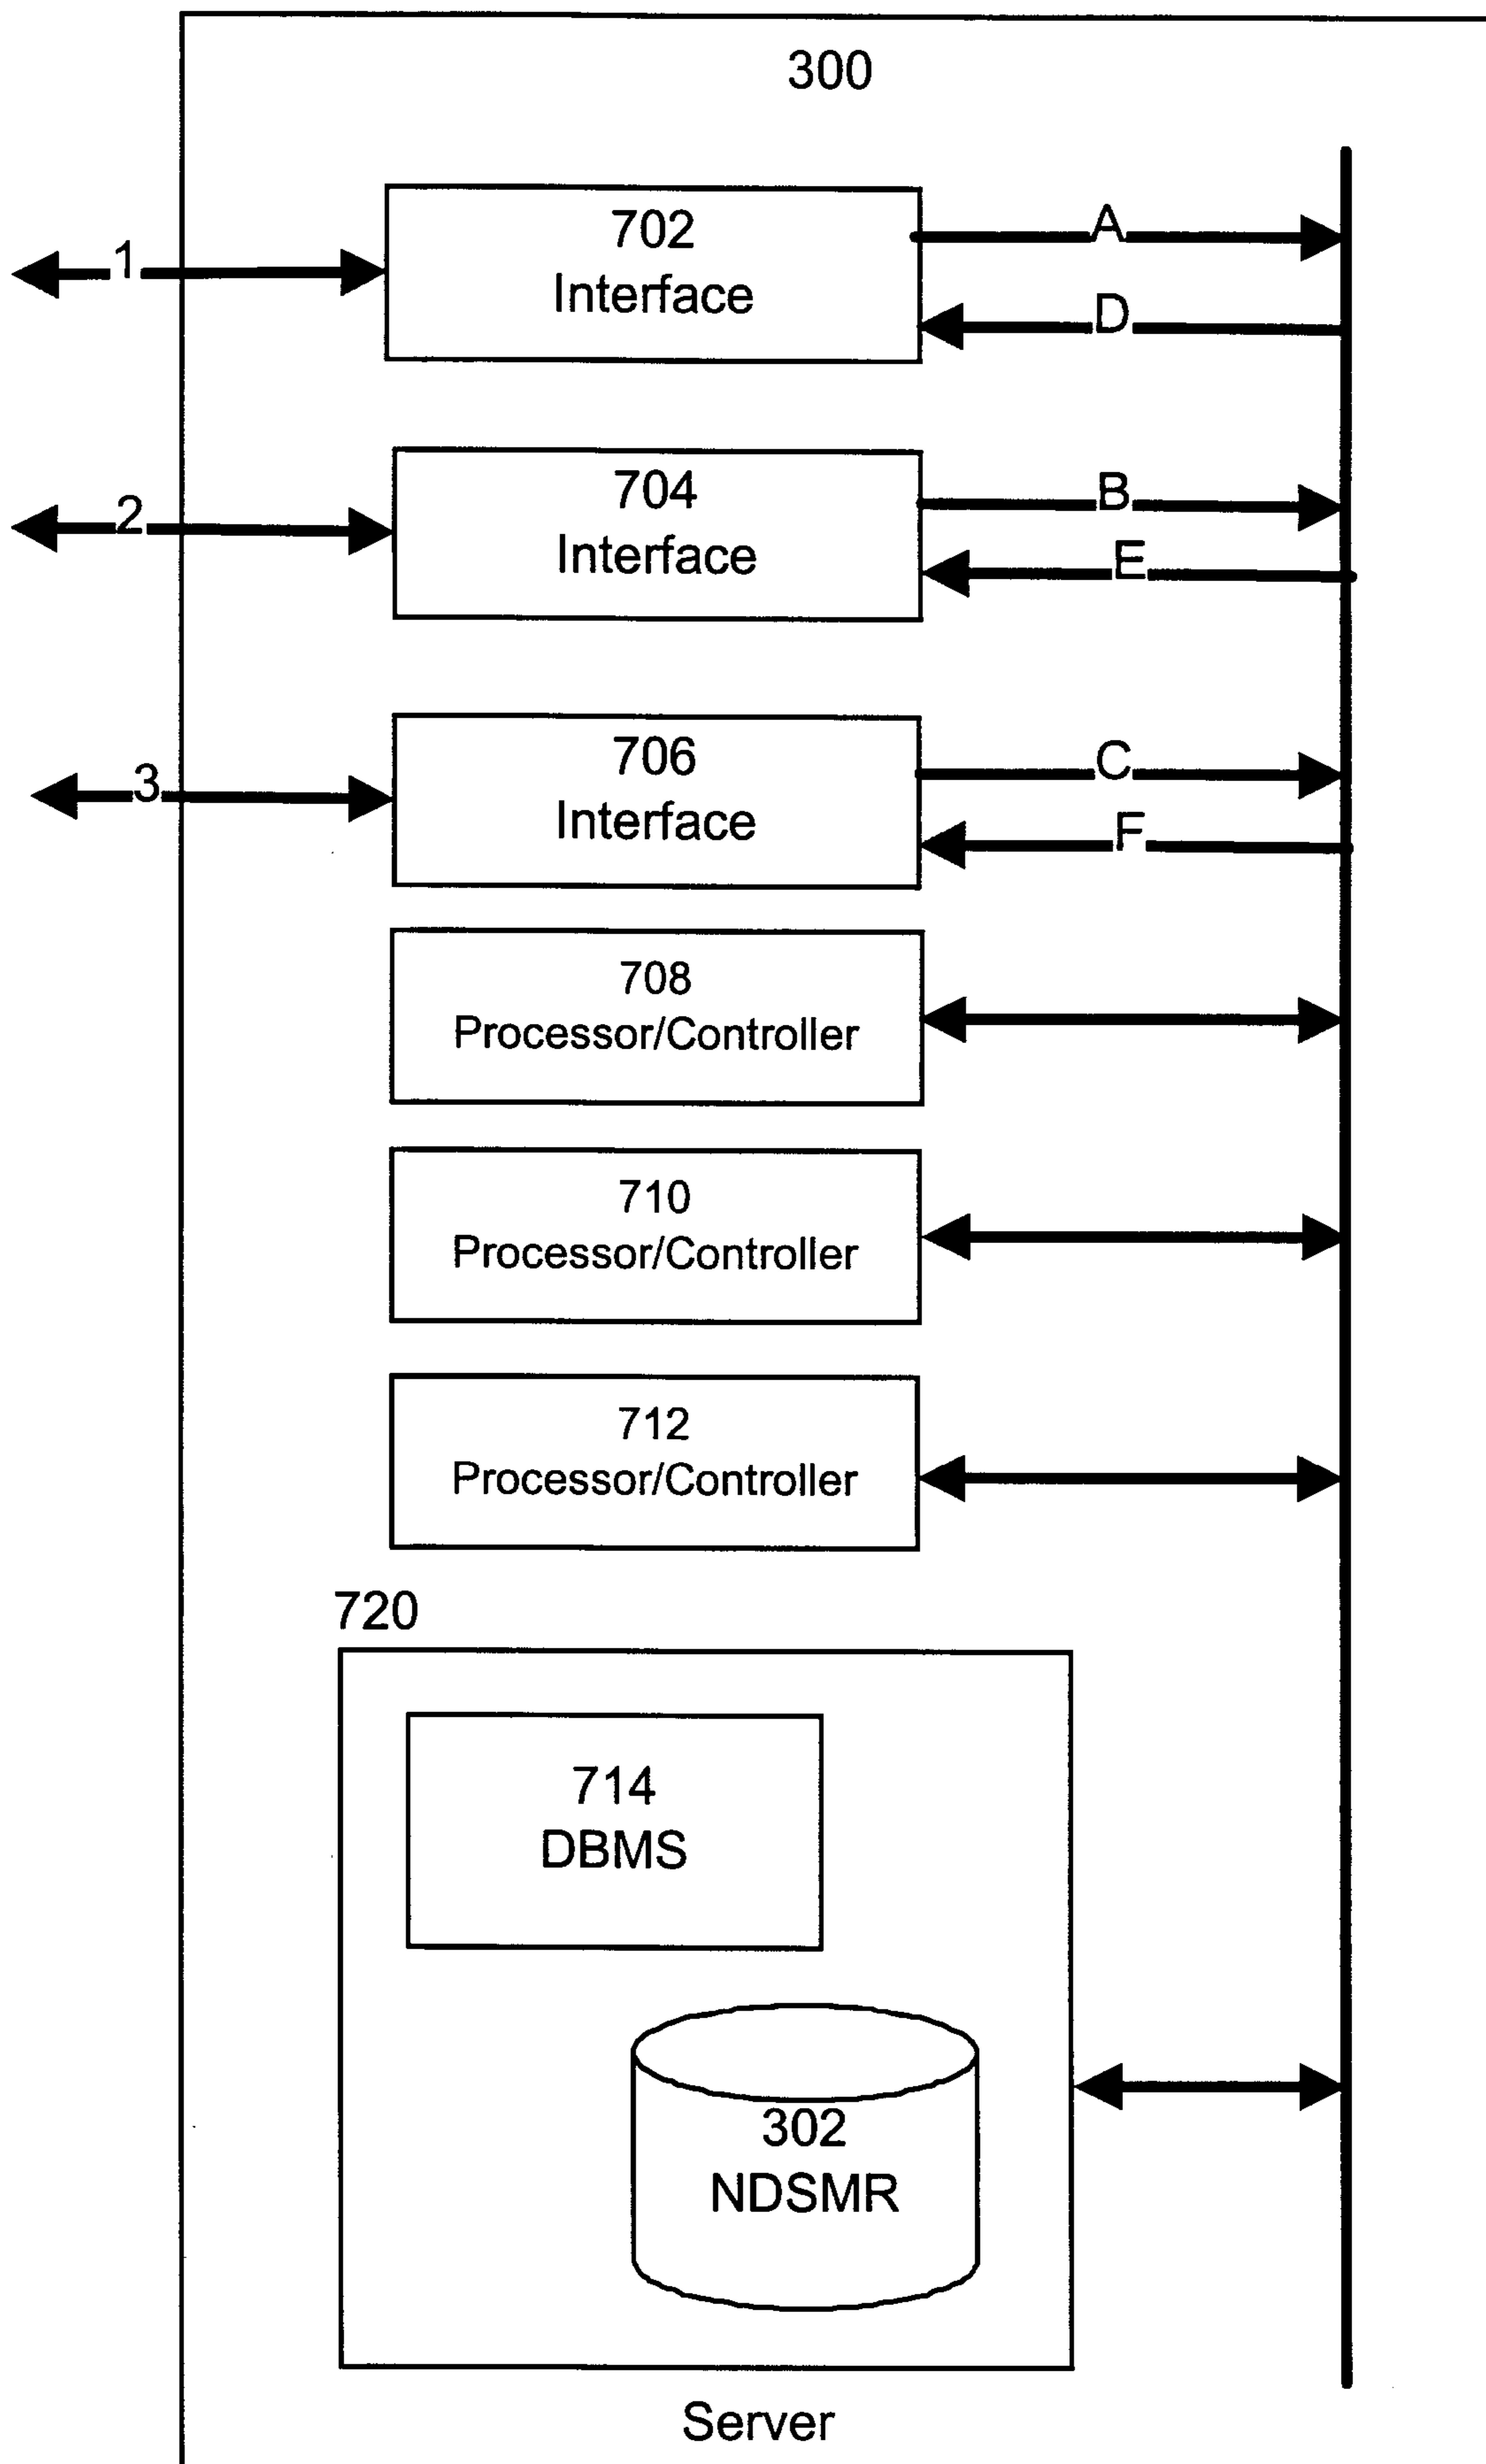 300
702
Interface
1
A
D
704
Interface
2
B
E
706
Interface
3
C
F
708
Processor/Controller
710
Processor/Controller
712
Processor/Controller
720
714
DBMS
302
NDSMR
Server